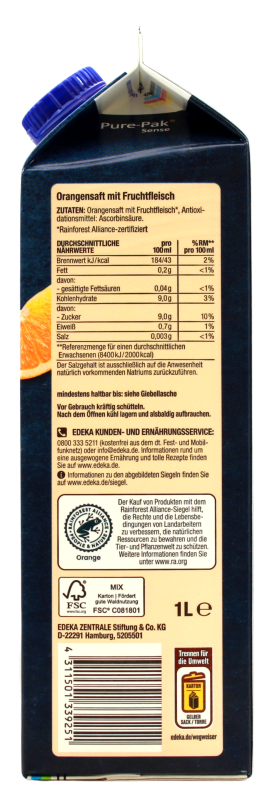 Pure-Pak®
Sense
Orangensaft mit Fruchtfleisch
ZUTATEN: Orangensaft mit Fruchtfleisch*, Antioxi-
dationsmittel: Ascorbinsäure.
*Rainforest Alliance-zertifiziert
DURCHSCHNITTLICHE NÄHRWERTE pro 100 ml %RM** pro 100 ml
Brennwert kJ/kcal 184/43 2%
Fett 0,2g <1%
davon:
- gesättigte Fettsäuren 0,04g <1%
Kohlenhydrate 9,0g 3%
davon:
- Zucker 9,0g 10%
Eiweiß 0,7g 1%
Salz 0,003g <1%
**Referenzmenge für einen durchschnittlichen
Erwachsenen (8400kJ/2000kcal)
Der Salzgehalt ist ausschließlich auf die Anwesenheit
natürlich vorkommenden Natriums zurückzuführen.
mindestens haltbar bis: siehe Giebellasche
Vor Gebrauch kräftig schütteln.
Nach dem Öffnen kühl lagern und alsbaldig aufbrauchen.
EDEKA KUNDEN- UND ERNÄHRUNGSSERVICE:
0800 333 5211 (kostenfrei aus dem dt. Fest- und Mobil-
funknetz) oder info@edeka.de. Informationen rund um
eine ausgewogene Ernährung und tolle Rezepte finden
Sie auf www.edeka.de.
Informationen zu den abgebildeten Siegeln finden Sie
auf www.edeka.de/siegel.
RAINFOREST ALLIANCE
PEOPLE & NATURE
Orange
Der Kauf von Produkten mit dem
Rainforest Alliance-Siegel hilft,
die Rechte und die Lebensbe-
dingungen von Landarbeitern
zu verbessern, die natürlichen
Ressourcen zu bewahren und die
Tier- und Pflanzenwelt zu schützen.
Weitere Informationen finden Sie
unter www.ra.org
FSC
www.fsc.org
MIX
Karton | Fördert
gute Waldnutzung
FSC® C081801
1L e
EDEKA ZENTRALE Stiftung & Co. KG
D-22291 Hamburg, 5205501
4 311501 339251
Trennen für
die Umwelt
KARTON
GELBER
SACK / TONNE
edeka.de/wegweiser